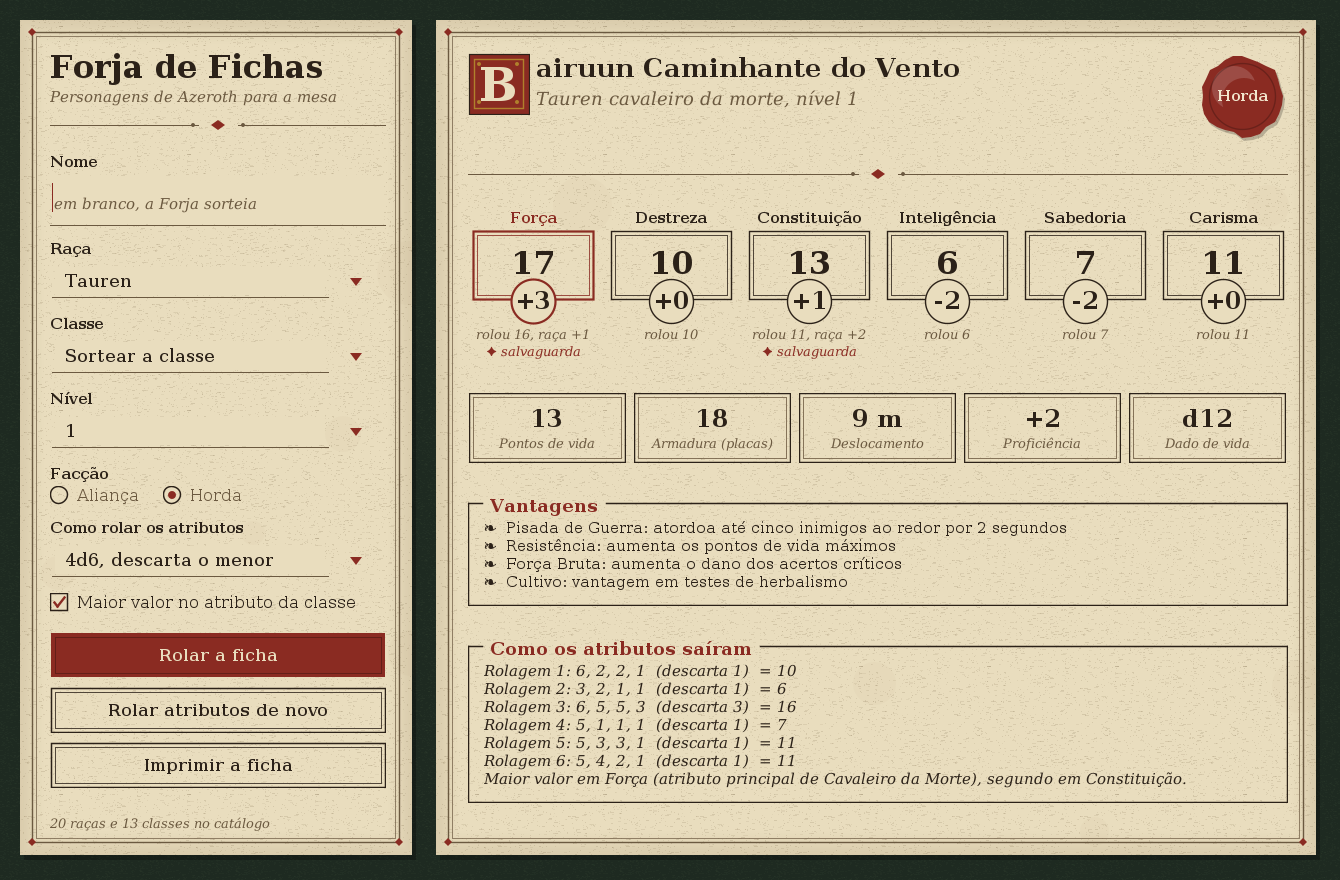 Forja de Fichas
Personagens de Azeroth para a mesa
Nome
em branco, a Forja sorteia
Raça
Tauren
Classe
Sortear a classe
Nível
1
Facção
Aliança Horda
Como rolar os atributos
4d6, descarta o menor
Maior valor no atributo da classe
Rolar a ficha
Rolar atributos de novo
Imprimir a ficha
20 raças e 13 classes no catálogo
Bairuun Caminhante do Vento
Tauren cavaleiro da morte, nível 1
Horda
Força Destreza Constituição Inteligência Sabedoria Carisma
17 10 13 6 7 11
+3 +0 +1 -2 -2 +0
rolou 16, raça +1 rolou 10 rolou 11, raça +2 rolou 6 rolou 7 rolou 11
✦ salvaguarda ✦ salvaguarda
13 18 9 m +2 d12
Pontos de vida Armadura (placas) Deslocamento Proficiência Dado de vida
Vantagens
❧ Pisada de Guerra: atordoa até cinco inimigos ao redor por 2 segundos
❧ Resistência: aumenta os pontos de vida máximos
❧ Força Bruta: aumenta o dano dos acertos críticos
❧ Cultivo: vantagem em testes de herbalismo
Como os atributos saíram
Rolagem 1: 6, 2, 2, 1 (descarta 1) = 10
Rolagem 2: 3, 2, 1, 1 (descarta 1) = 6
Rolagem 3: 6, 5, 5, 3 (descarta 3) = 16
Rolagem 4: 5, 1, 1, 1 (descarta 1) = 7
Rolagem 5: 5, 3, 3, 1 (descarta 1) = 11
Rolagem 6: 5, 4, 2, 1 (descarta 1) = 11
Maior valor em Força (atributo principal de Cavaleiro da Morte), segundo em Constituição.